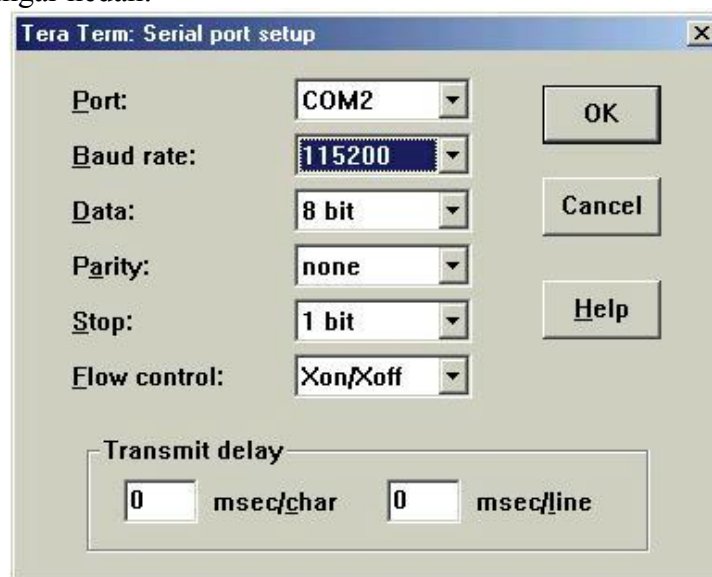 nedan.
Tera Term: Serial port setup
Port: COM2
OK
Baud rate: 115200
Data: 8 bit
Cancel
Parity: none
Stop: 1 bit
Help
Flow control: Xon/Xoff
Transmit delay
0 msec/char 0 msec/line